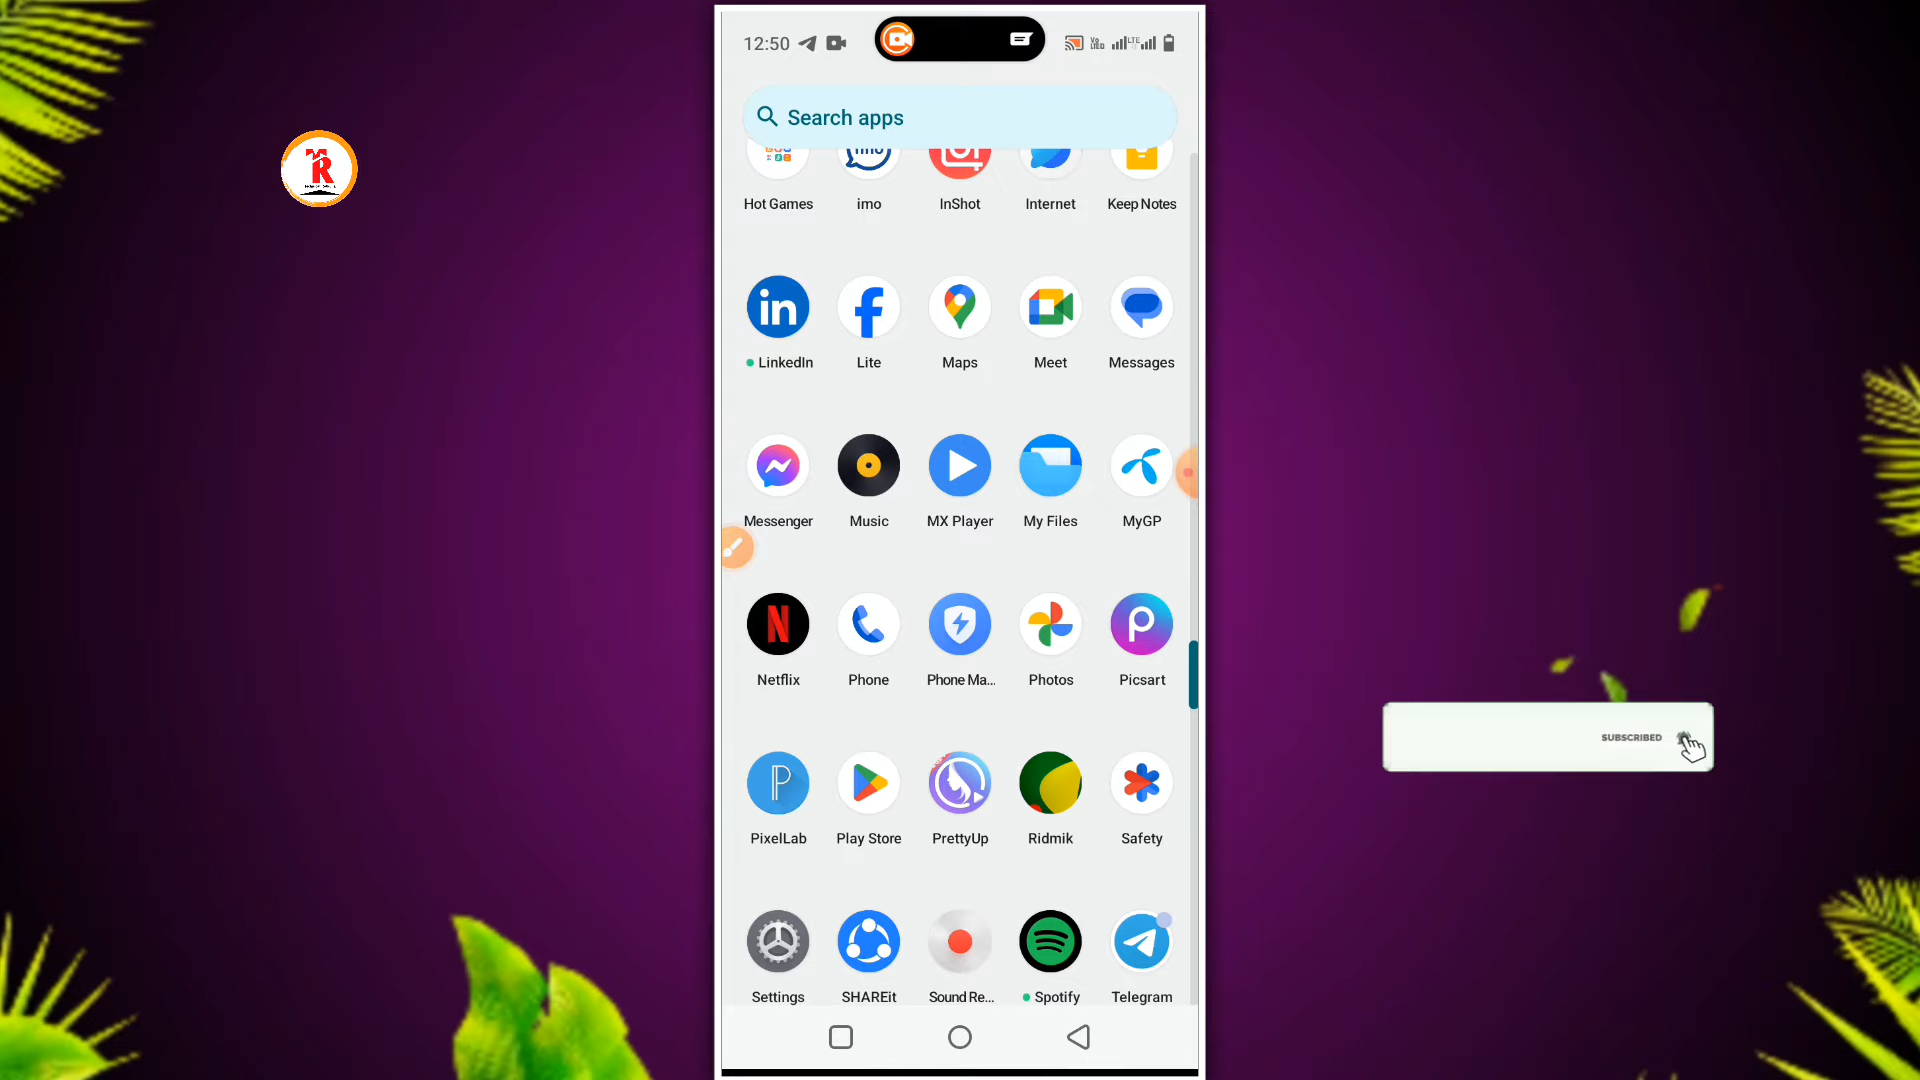 12:50
Search apps
Hot Games imo InShot Internet Keep Notes
LinkedIn Lite Maps Meet Messages
Messenger Music MX Player My Files MyGP
Netflix Phone Phone Ma... Photos Picsart
PixelLab Play Store PrettyUp Ridmik Safety
Settings SHAREit Sound Re... Spotify Telegram
SUBSCRIBED